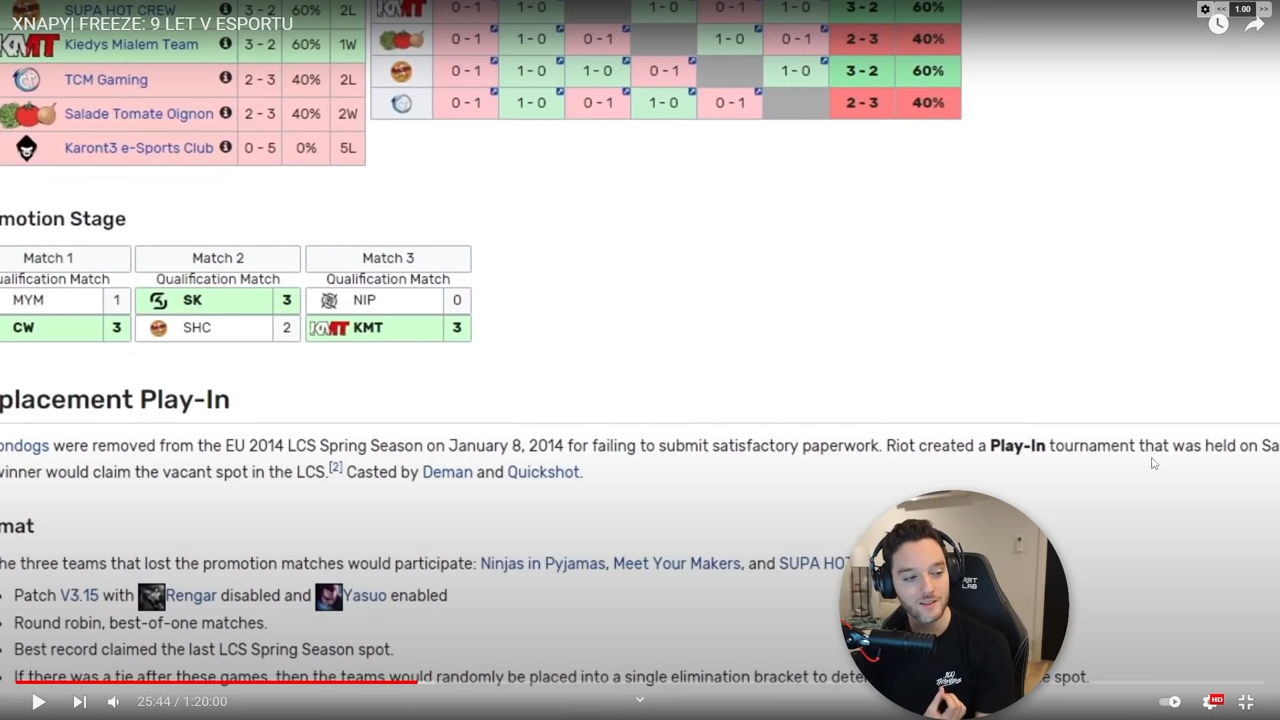 XNAPY| FREEZE: 9 LET V ESPORTU
<< 1.00 >>
SUPA HOT CREW 3 - 2 60% 2L
KMT Kiedys Mialem Team 3 - 2 60% 1W
TCM Gaming 2 - 3 40% 2L
Salade Tomate Oignon 2 - 3 40% 2W
Karont3 e-Sports Club 0 - 5 0% 5L
KMT 0 - 1 1 - 0 1 - 0 0 - 1 0 - 1 3 - 2 60%
0 - 1 1 - 0 0 - 1 1 - 0 0 - 1 2 - 3 40%
0 - 1 1 - 0 1 - 0 0 - 1 1 - 0 3 - 2 60%
0 - 1 1 - 0 0 - 1 1 - 0 0 - 1 2 - 3 40%
motion Stage
Match 1 Match 2 Match 3
alification Match Qualification Match Qualification Match
MYM 1 SK 3 NIP 0
CW 3 SHC 2 KMT KMT 3
placement Play-In
ondogs were removed from the EU 2014 LCS Spring Season on January 8, 2014 for failing to submit satisfactory paperwork. Riot created a Play-In tournament that was held on Sa
winner would claim the vacant spot in the LCS.[2] Casted by Deman and Quickshot.
mat
he three teams that lost the promotion matches would participate: Ninjas in Pyjamas, Meet Your Makers, and SUPA HO
Patch V3.15 with Rengar disabled and Yasuo enabled
Round robin, best-of-one matches.
Best record claimed the last LCS Spring Season spot.
If there was a tie after these games, then the teams would randomly be placed into a single elimination bracket to dete e spot.
25:44 / 1:20:00
HD